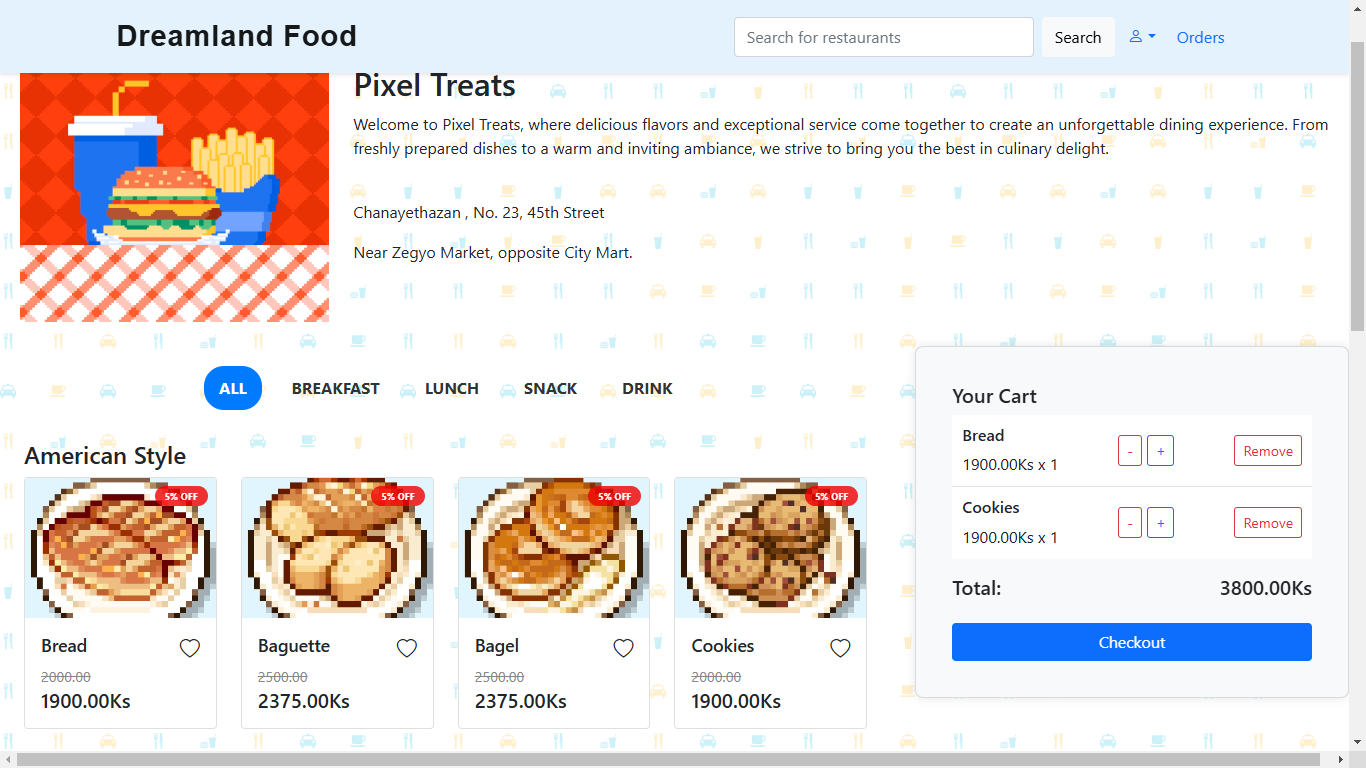 Dreamland Food
Search for restaurants
Search
Orders
Pixel Treats
Welcome to Pixel Treats, where delicious flavors and exceptional service come together to create an unforgettable dining experience. From
freshly prepared dishes to a warm and inviting ambiance, we strive to bring you the best in culinary delight.
Chanayethazan , No. 23, 45th Street
Near Zegyo Market, opposite City Mart.
ALL
BREAKFAST
LUNCH
SNACK
DRINK
American Style
5% OFF
Bread
2000.00
1900.00Ks
5% OFF
Baguette
2500.00
2375.00Ks
5% OFF
Bagel
2500.00
2375.00Ks
5% OFF
Cookies
2000.00
1900.00Ks
Your Cart
Bread
1900.00Ks x 1
-
+
Remove
Cookies
1900.00Ks x 1
-
+
Remove
Total:
3800.00Ks
Checkout